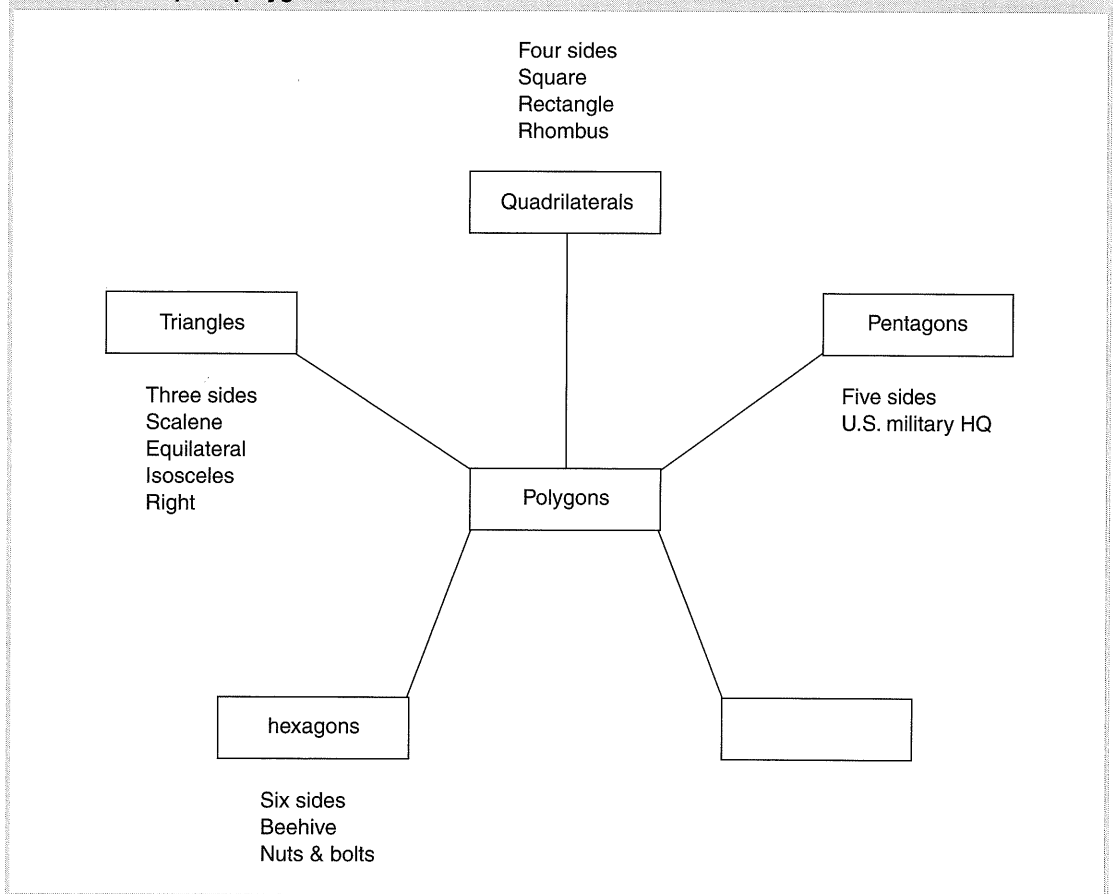 Four sides
Square
Rectangle
Rhombus
Quadrilaterals
Triangles
Three sides
Scalene
Equilateral
Isosceles
Right
Pentagons
Five sides
U.S. military HQ
Polygons
hexagons
Six sides
Beehive
Nuts & bolts